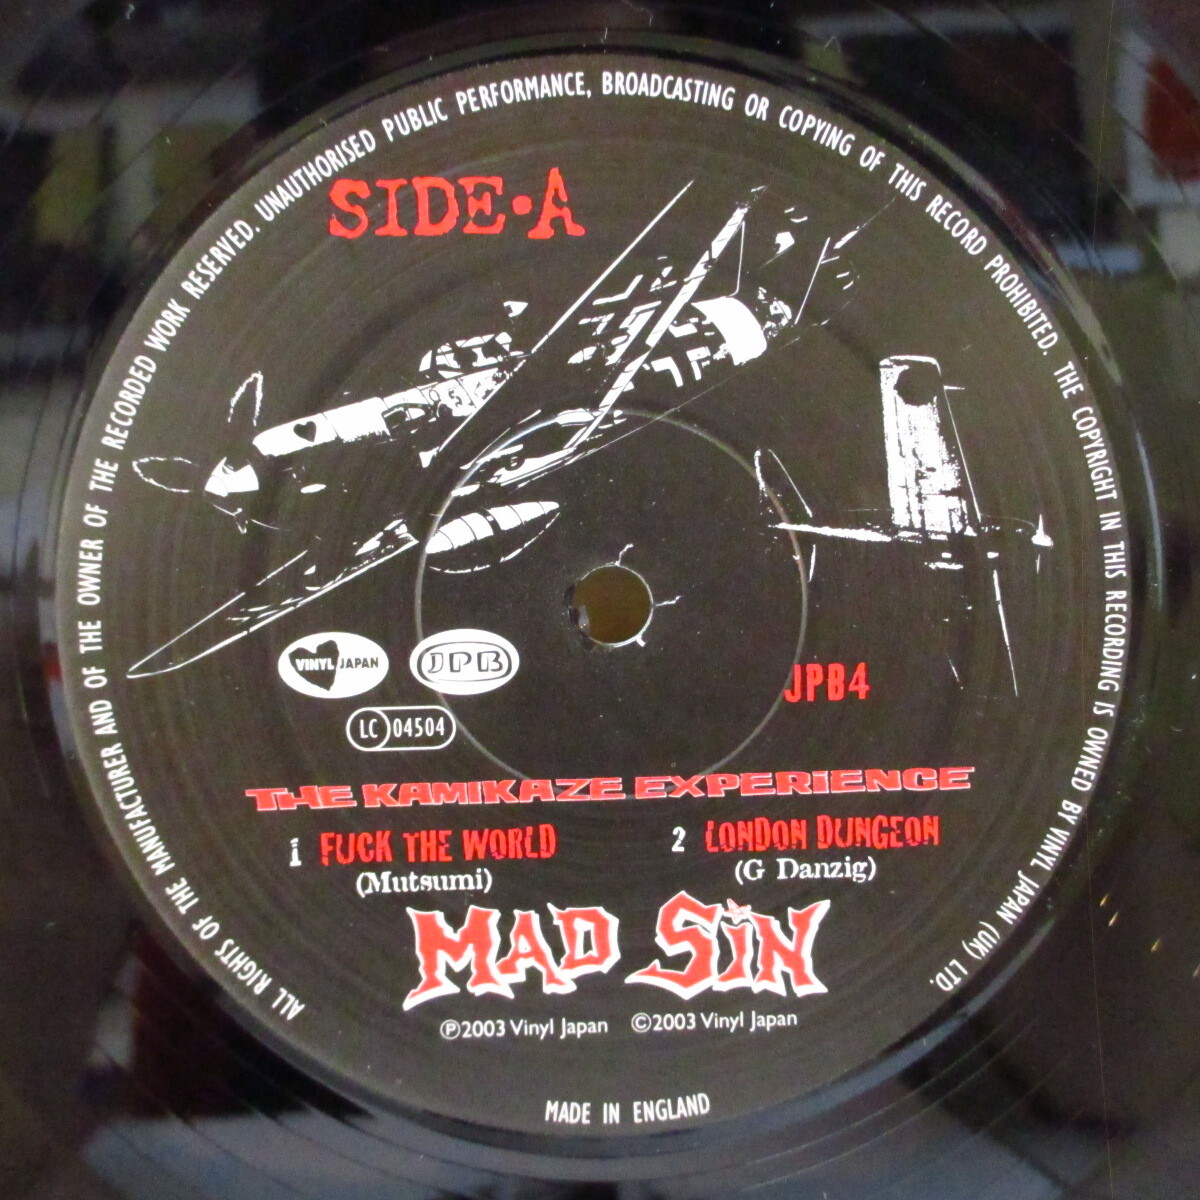 ALL RIGHTS OF THE MANUFACTURER AND OF THE OWNER OF THE RECORDED WORK RESERVED. UNAUTHORISED PUBLIC PERFORMANCE, BROADCASTING OR COPYING OF THIS RECORD PROHIBITED. THE COPYRIGHT IN THIS RECORDING IS OWNED BY VINYL JAPAN (UK) LTD.
SIDE•A
VINYL JAPAN
JPB
JPB4
LC 04504
THE KAMIKAZE EXPERiENCE
1 FUCK THE WORLD
(Mutsumi)
2 LONDON DUNGEON
(G Danzig)
MAD SiN
℗2003 Vinyl Japan ©2003 Vinyl Japan
MADE IN ENGLAND